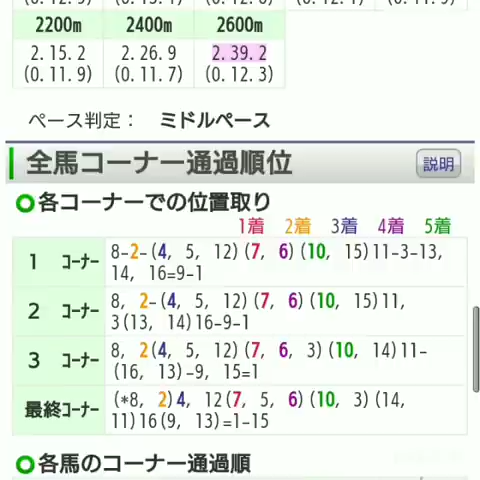 2200m 2400m 2600m
2.15.2 2.26.9 2.39.2
(0.11.9) (0.11.7) (0.12.3)
ペース判定： ミドルペース
全馬コーナー通過順位 説明
各コーナーでの位置取り
1着 2着 3着 4着 5着
1 コーナー 8-2-(4, 5, 12)(7, 6)(10, 15)11-3-13,
14, 16=9-1
2 コーナー 8, 2-(4, 5, 12)(7, 6)(10, 15)11,
3(13, 14)16-9-1
3 コーナー 8, 2(4, 5, 12)(7, 6, 3)(10, 14)11-
(16, 13)-9, 15=1
最終コーナー (*8, 2)4, 12(7, 5, 6)(10, 3)(14,
11)16(9, 13)=1-15
各馬のコーナー通過順